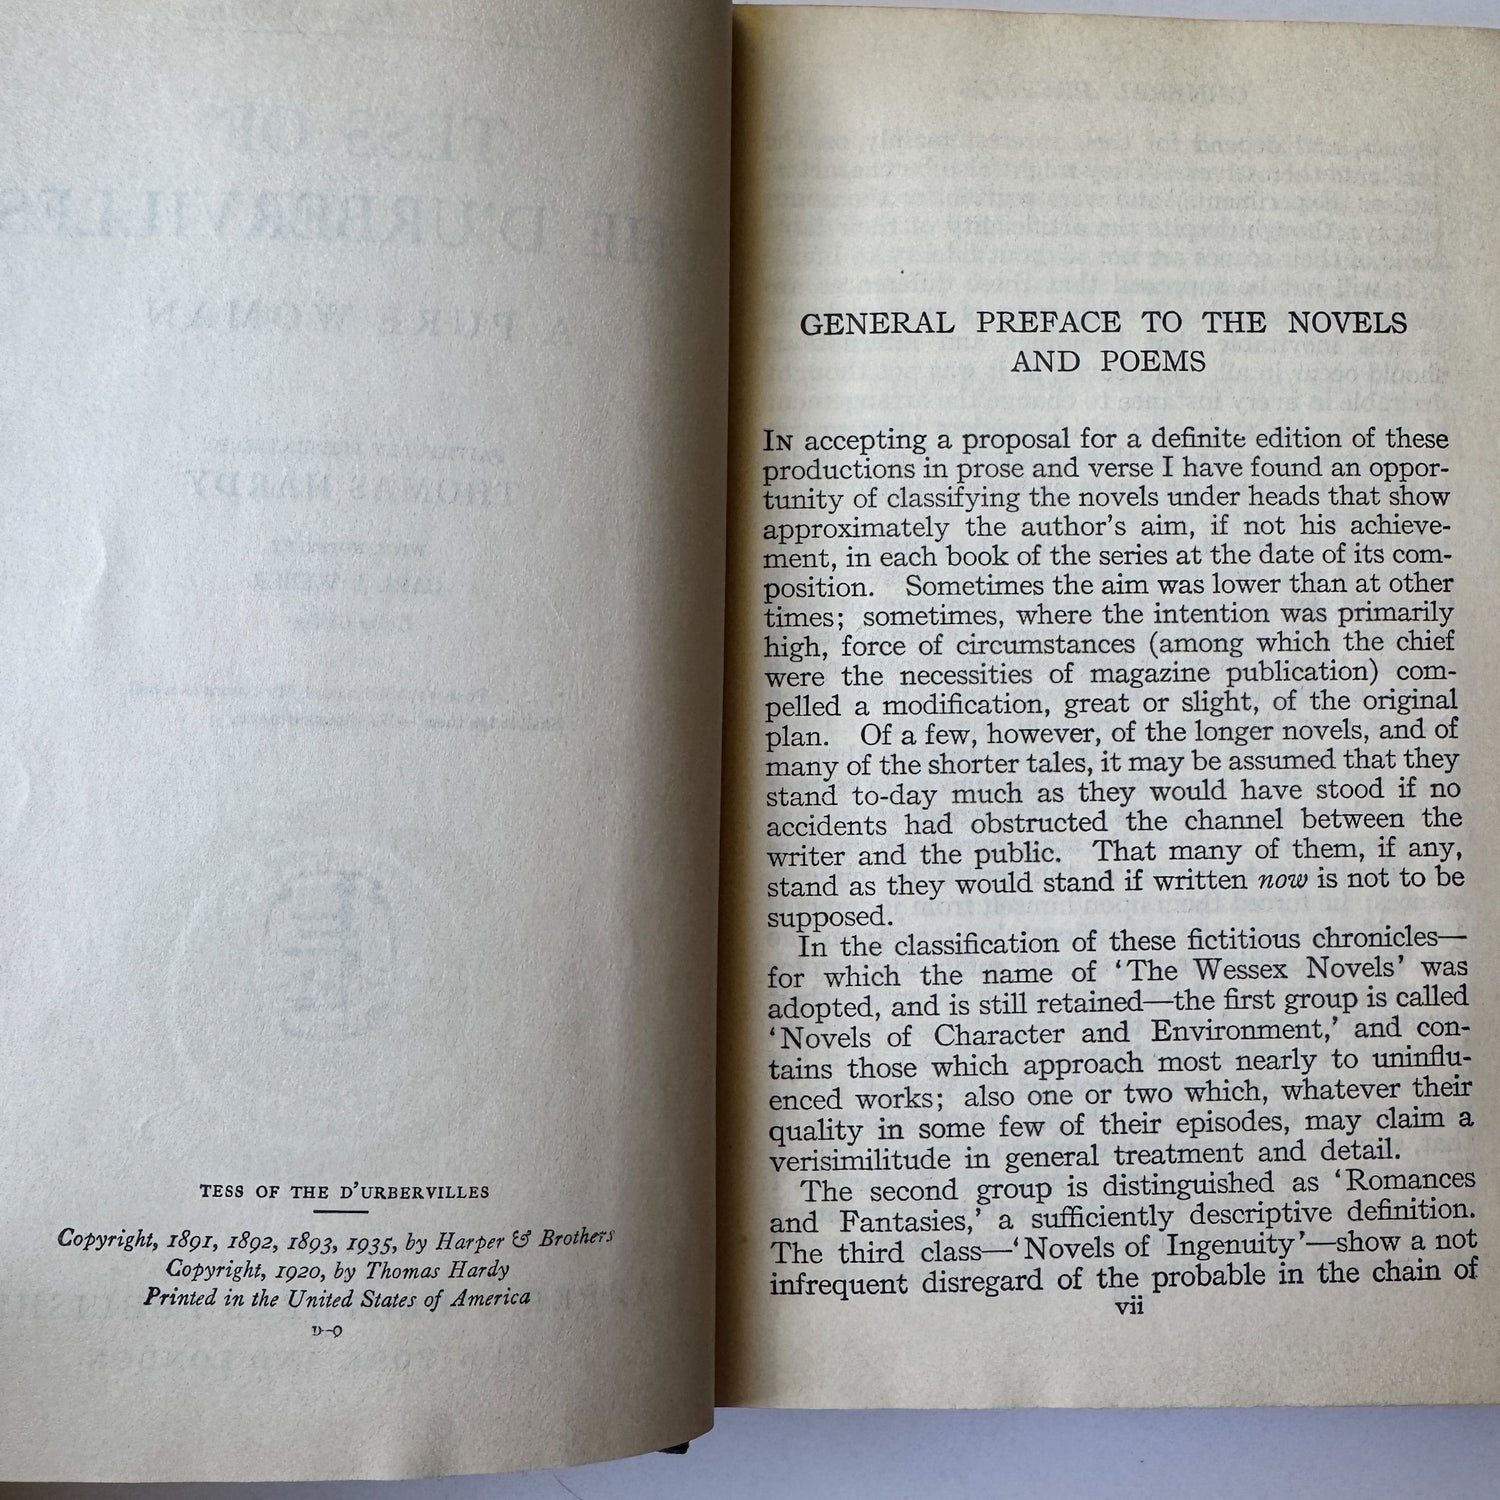 TESS OF THE D'URBERVILLES
Copyright, 1891, 1892, 1893, 1935, by Harper & Brothers
Copyright, 1920, by Thomas Hardy
Printed in the United States of America
D-O
GENERAL PREFACE TO THE NOVELS
AND POEMS
IN accepting a proposal for a definite edition of these
productions in prose and verse I have found an oppor-
tunity of classifying the novels under heads that show
approximately the author's aim, if not his achieve-
ment, in each book of the series at the date of its com-
position. Sometimes the aim was lower than at other
times; sometimes, where the intention was primarily
high, force of circumstances (among which the chief
were the necessities of magazine publication) com-
pelled a modification, great or slight, of the original
plan. Of a few, however, of the longer novels, and of
many of the shorter tales, it may be assumed that they
stand to-day much as they would have stood if no
accidents had obstructed the channel between the
writer and the public. That many of them, if any,
stand as they would stand if written now is not to be
supposed.
In the classification of these fictitious chronicles—
for which the name of 'The Wessex Novels' was
adopted, and is still retained—the first group is called
'Novels of Character and Environment,' and con-
tains those which approach most nearly to uninflu-
enced works; also one or two which, whatever their
quality in some few of their episodes, may claim a
verisimilitude in general treatment and detail.
The second group is distinguished as 'Romances
and Fantasies,' a sufficiently descriptive definition.
The third class—'Novels of Ingenuity'—show a not
infrequent disregard of the probable in the chain of
vii